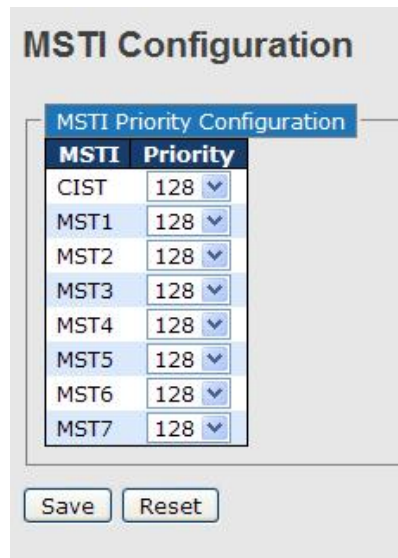 MSTI Configuration
MSTI Priority Configuration
MSTI Priority
CIST 128
MST1 128
MST2 128
MST3 128
MST4 128
MST5 128
MST6 128
MST7 128
Save Reset